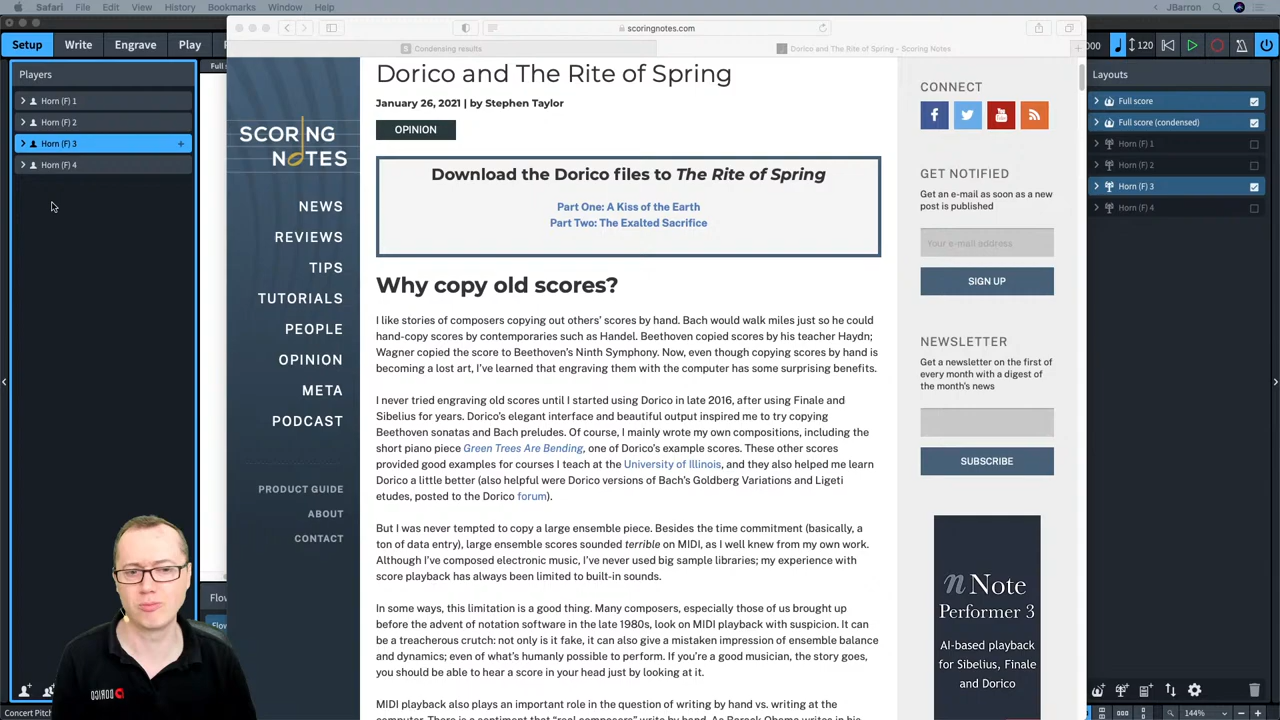 Safari File Edit View History Bookmarks Window Help
JBarron
Setup Write Engrave Play
scoringnotes.com
120
Condensing results
Dorico and The Rite of Spring - Scoring Notes
Players
Horn (F) 1
Horn (F) 2
Horn (F) 3
Horn (F) 4
Full s
SCORING NOTES
NEWS
REVIEWS
TIPS
TUTORIALS
PEOPLE
OPINION
META
PODCAST
PRODUCT GUIDE
ABOUT
CONTACT
Dorico and The Rite of Spring
January 26, 2021 | by Stephen Taylor
OPINION
Download the Dorico files to The Rite of Spring
Part One: A Kiss of the Earth
Part Two: The Exalted Sacrifice
Why copy old scores?
I like stories of composers copying out others’ scores by hand. Bach would walk miles just so he could
hand-copy scores by contemporaries such as Handel. Beethoven copied scores by his teacher Haydn;
Wagner copied the score to Beethoven’s Ninth Symphony. Now, even though copying scores by hand is
becoming a lost art, I’ve learned that engraving them with the computer has some surprising benefits.
I never tried engraving old scores until I started using Dorico in late 2016, after using Finale and
Sibelius for years. Dorico’s elegant interface and beautiful output inspired me to try copying
Beethoven sonatas and Bach preludes. Of course, I mainly wrote my own compositions, including the
short piano piece Green Trees Are Bending, one of Dorico’s example scores. These other scores
provided good examples for courses I teach at the University of Illinois, and they also helped me learn
Dorico a little better (also helpful were Dorico versions of Bach’s Goldberg Variations and Ligeti
etudes, posted to the Dorico forum).
But I was never tempted to copy a large ensemble piece. Besides the time commitment (basically, a
ton of data entry), large ensemble scores sounded terrible on MIDI, as I well knew from my own work.
Although I’ve composed electronic music, I’ve never used big sample libraries; my experience with
score playback has always been limited to built-in sounds.
In some ways, this limitation is a good thing. Many composers, especially those of us brought up
before the advent of notation software in the late 1980s, look on MIDI playback with suspicion. It can
be a treacherous crutch: not only is it fake, it can also give a mistaken impression of ensemble balance
and dynamics; even of what’s humanly possible to perform. If you’re a good musician, the story goes,
you should be able to hear a score in your head just by looking at it.
MIDI playback also plays an important role in the question of writing by hand vs. writing at the
CONNECT
GET NOTIFIED
Get an e-mail as soon as a new
post is published
Your e-mail address
SIGN UP
NEWSLETTER
Get a newsletter on the first of
every month with a digest of
the month’s news
SUBSCRIBE
Note
Performer 3
AI-based playback
for Sibelius, Finale
and Dorico
Layouts
Full score
Full score (condensed)
Horn (F) 1
Horn (F) 2
Horn (F) 3
Horn (F) 4
Flo
DORICO
Concert Pitch
144%